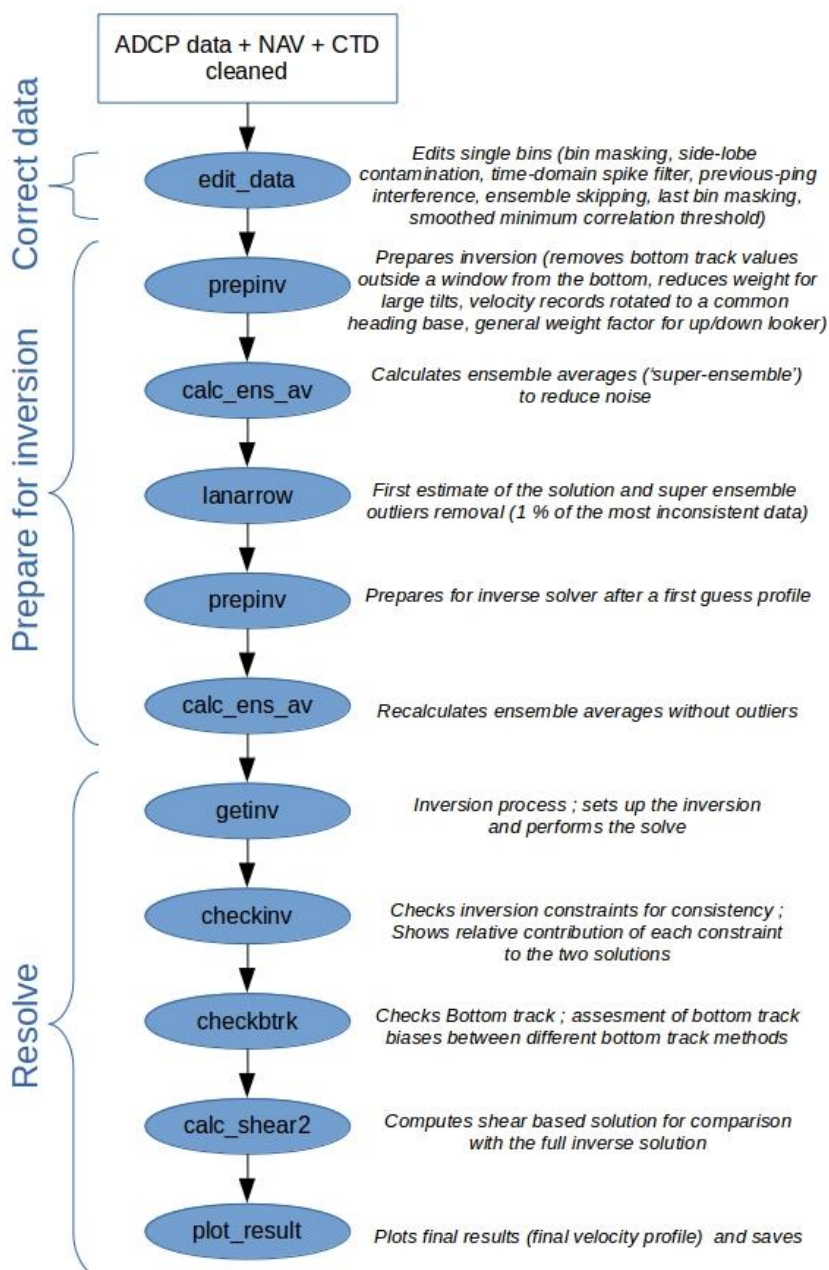 ADCP data + NAV + CTD
cleaned
Correct data
edit_data
Edits single bins (bin masking, side-lobe
contamination, time-domain spike filter, previous-ping
interference, ensemble skipping, last bin masking,
smoothed minimum correlation threshold)
Prepare for inversion
prepinv
Prepares inversion (removes bottom track values
outside a window from the bottom, reduces weight for
large tilts, velocity records rotated to a common
heading base, general weight factor for up/down looker)
calc_ens_av
Calculates ensemble averages (‘super-ensemble’)
to reduce noise
lanarrow
First estimate of the solution and super ensemble
outliers removal (1 % of the most inconsistent data)
prepinv
Prepares for inverse solver after a first guess profile
calc_ens_av
Recalculates ensemble averages without outliers
Resolve
getinv
Inversion process ; sets up the inversion
and performs the solve
checkinv
Checks inversion constraints for consistency ;
Shows relative contribution of each constraint
to the two solutions
checkbtrk
Checks Bottom track ; assesment of bottom track
biases between different bottom track methods
calc_shear2
Computes shear based solution for comparison
with the full inverse solution
plot_result
Plots final results (final velocity profile) and saves